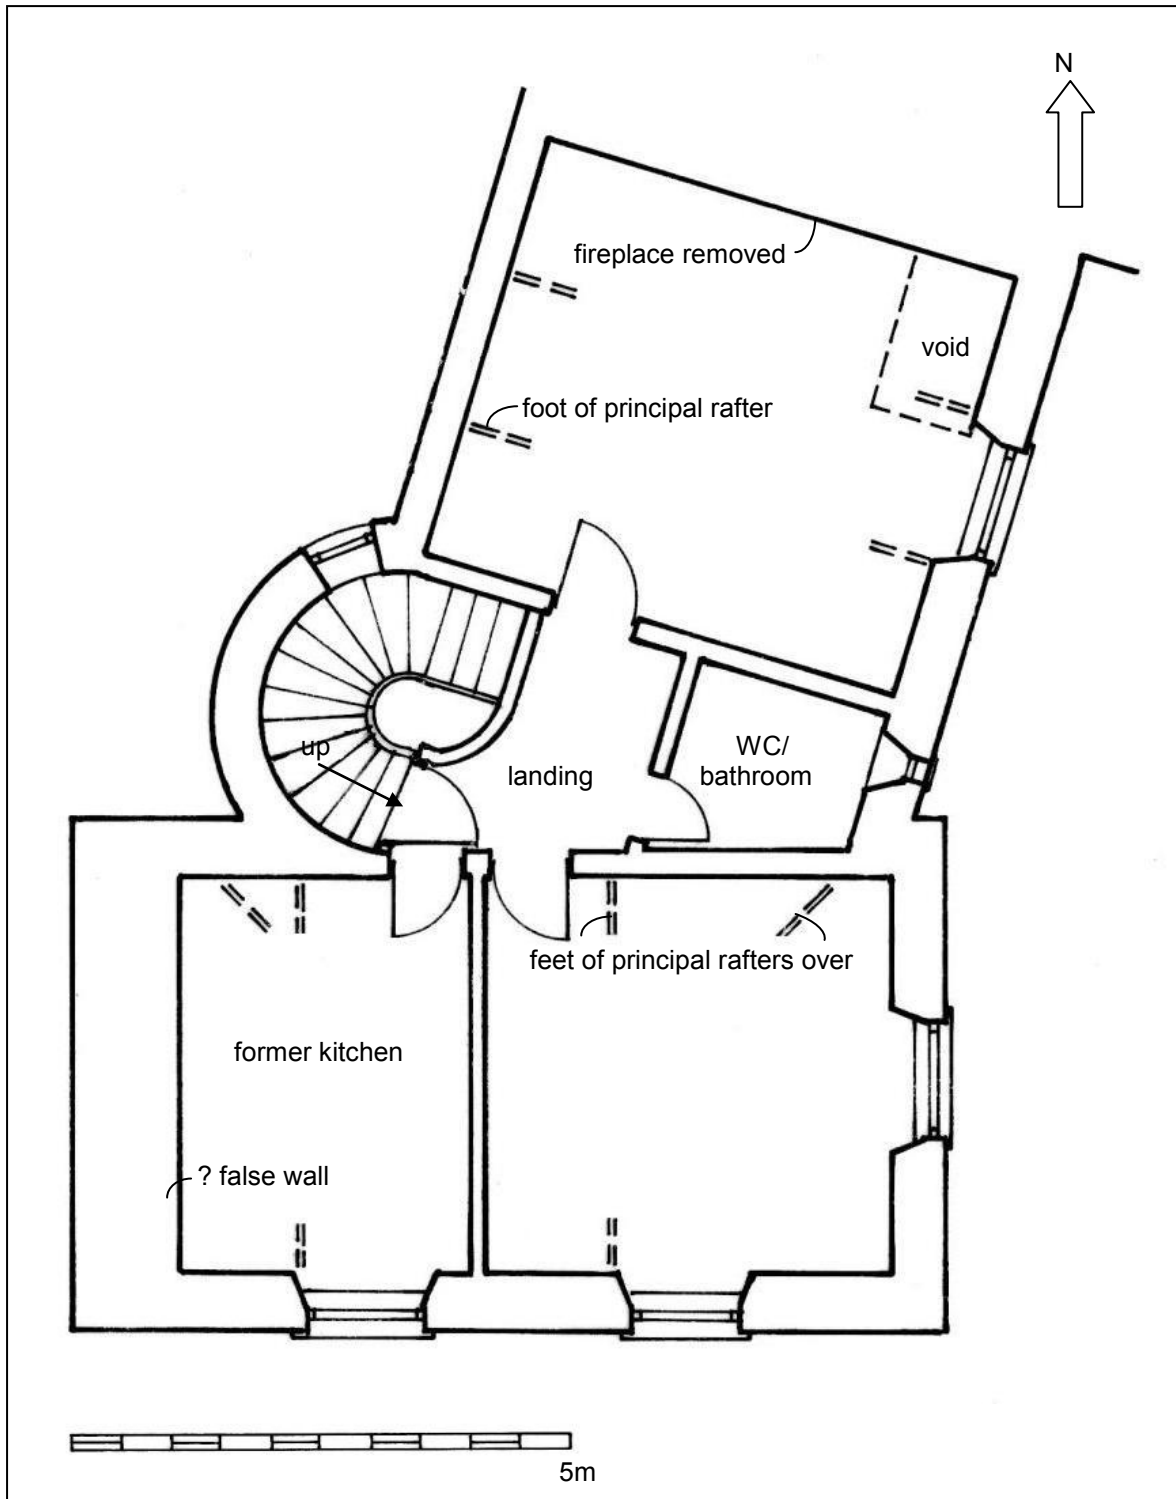 N
fireplace removed
void
foot of principal rafter
up
landing
WC/
bathroom
feet of principal rafters over
former kitchen
? false wall
5m